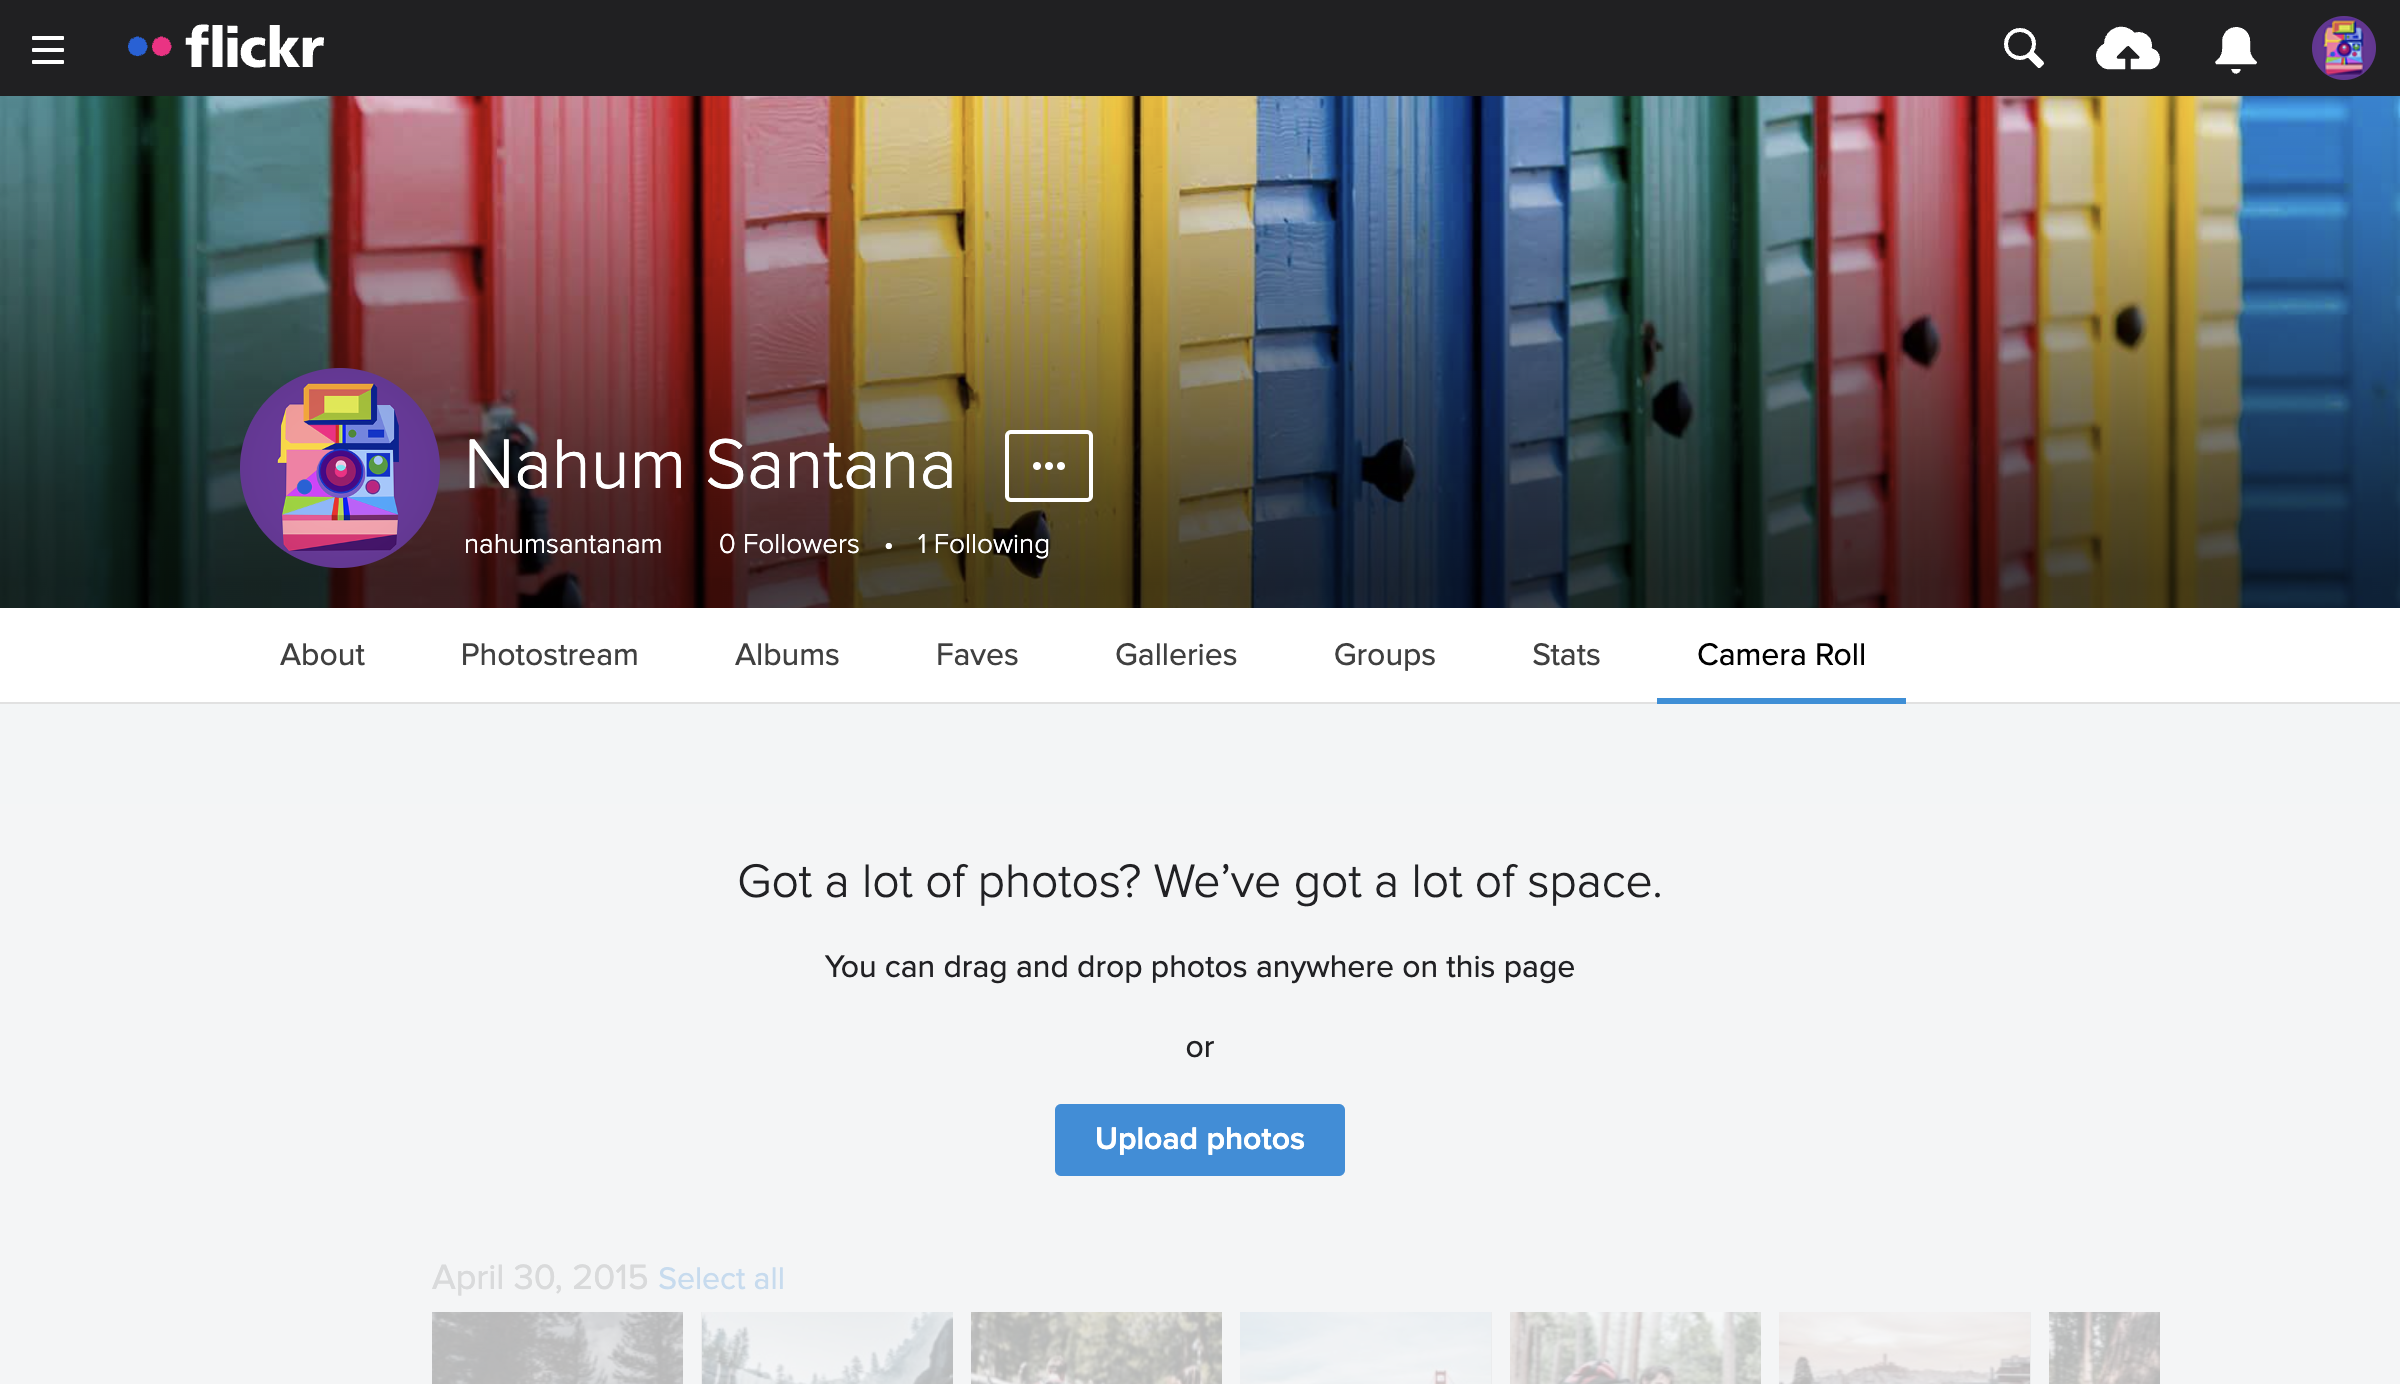 flickr
Nahum Santana
nahumsantanam 0 Followers • 1 Following
About Photostream Albums Faves Galleries Groups Stats Camera Roll
Got a lot of photos? We’ve got a lot of space.
You can drag and drop photos anywhere on this page
or
Upload photos
April 30, 2015 Select all